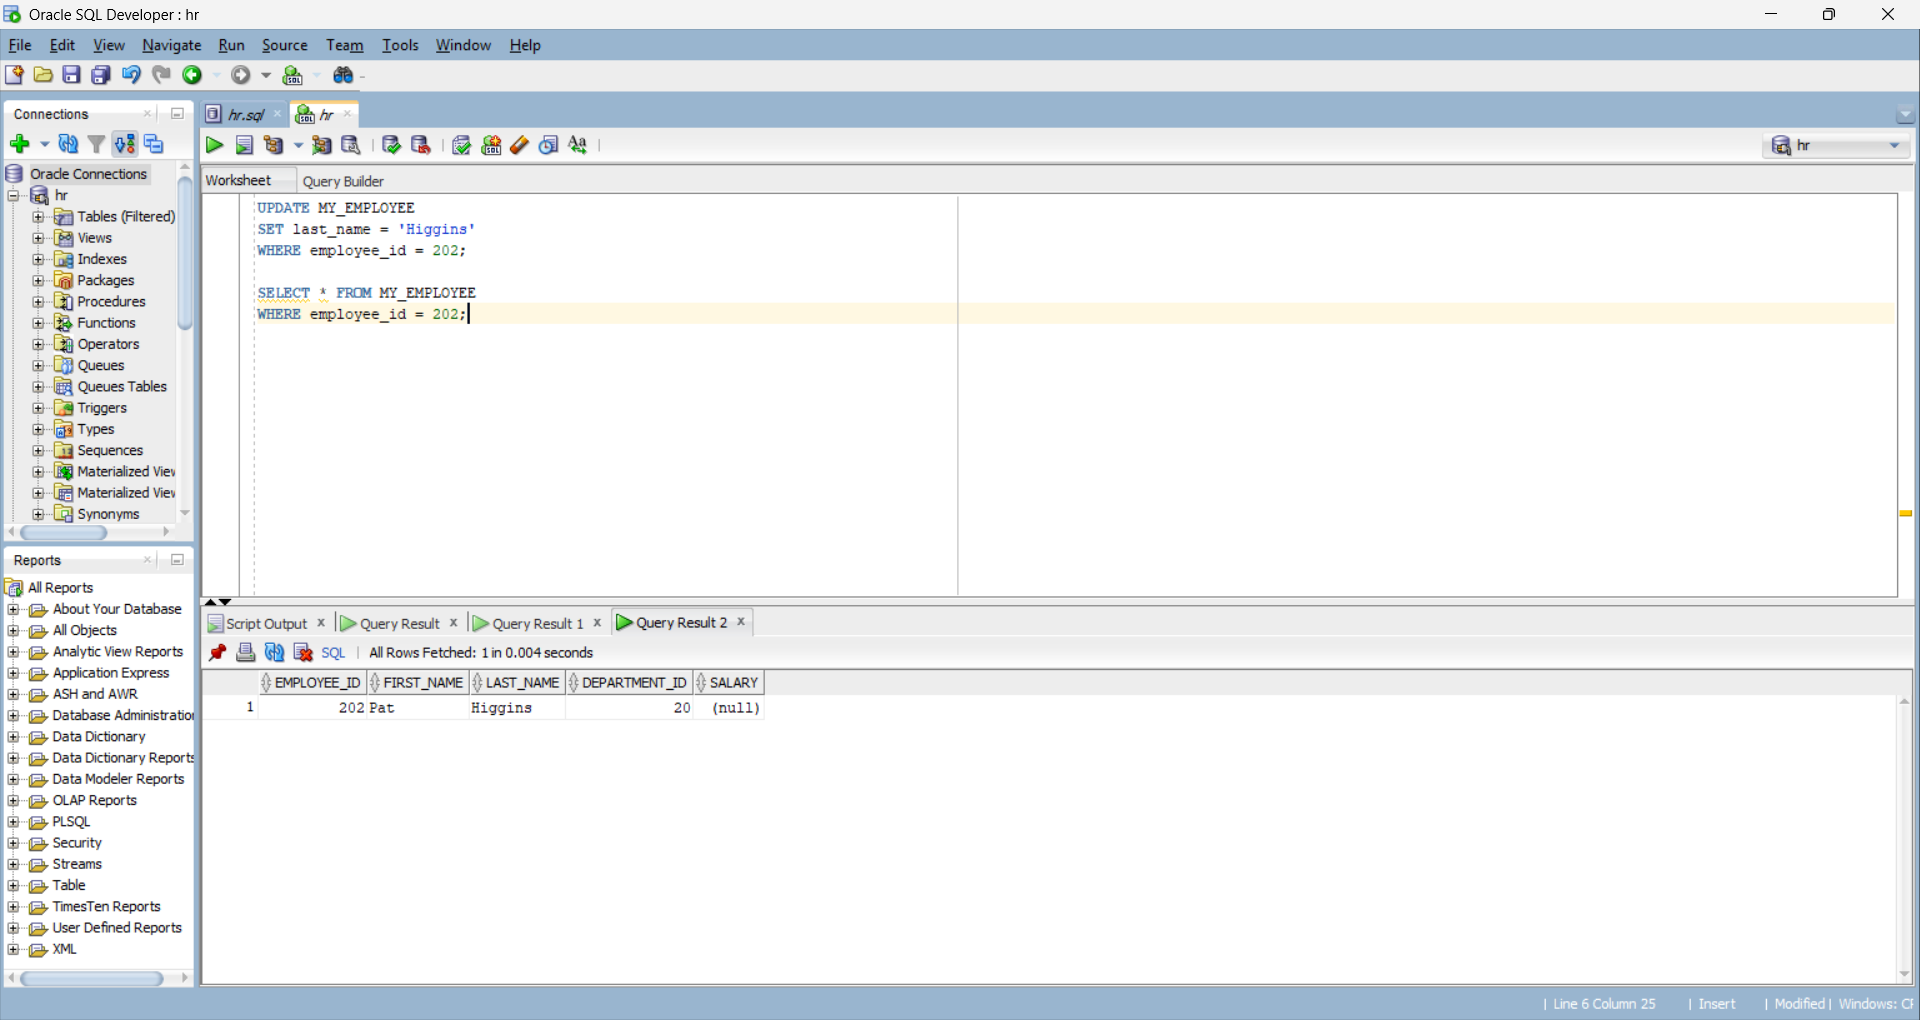 Oracle SQL Developer : hr
File Edit View Navigate Run Source Team Tools Window Help
Connections
hr.sql
hr
hr
Oracle Connections
hr
Tables (Filtered)
Views
Indexes
Packages
Procedures
Functions
Operators
Queues
Queues Tables
Triggers
Types
Sequences
Materialized Viev
Materialized Viev
Synonyms
Reports
All Reports
About Your Database
All Objects
Analytic View Reports
Application Express
ASH and AWR
Database Administration
Data Dictionary
Data Dictionary Reports
Data Modeler Reports
OLAP Reports
PLSQL
Security
Streams
Table
TimesTen Reports
User Defined Reports
XML
Worksheet Query Builder
UPDATE MY_EMPLOYEE
SET last_name = 'Higgins'
WHERE employee_id = 202;
SELECT * FROM MY_EMPLOYEE
WHERE employee_id = 202;
Script Output x Query Result x Query Result 1 x Query Result 2 x
SQL | All Rows Fetched: 1 in 0.004 seconds
EMPLOYEE_ID FIRST_NAME LAST_NAME DEPARTMENT_ID SALARY
1 202 Pat Higgins 20 (null)
| Line 6 Column 25 | Insert | Modified | Windows: CF